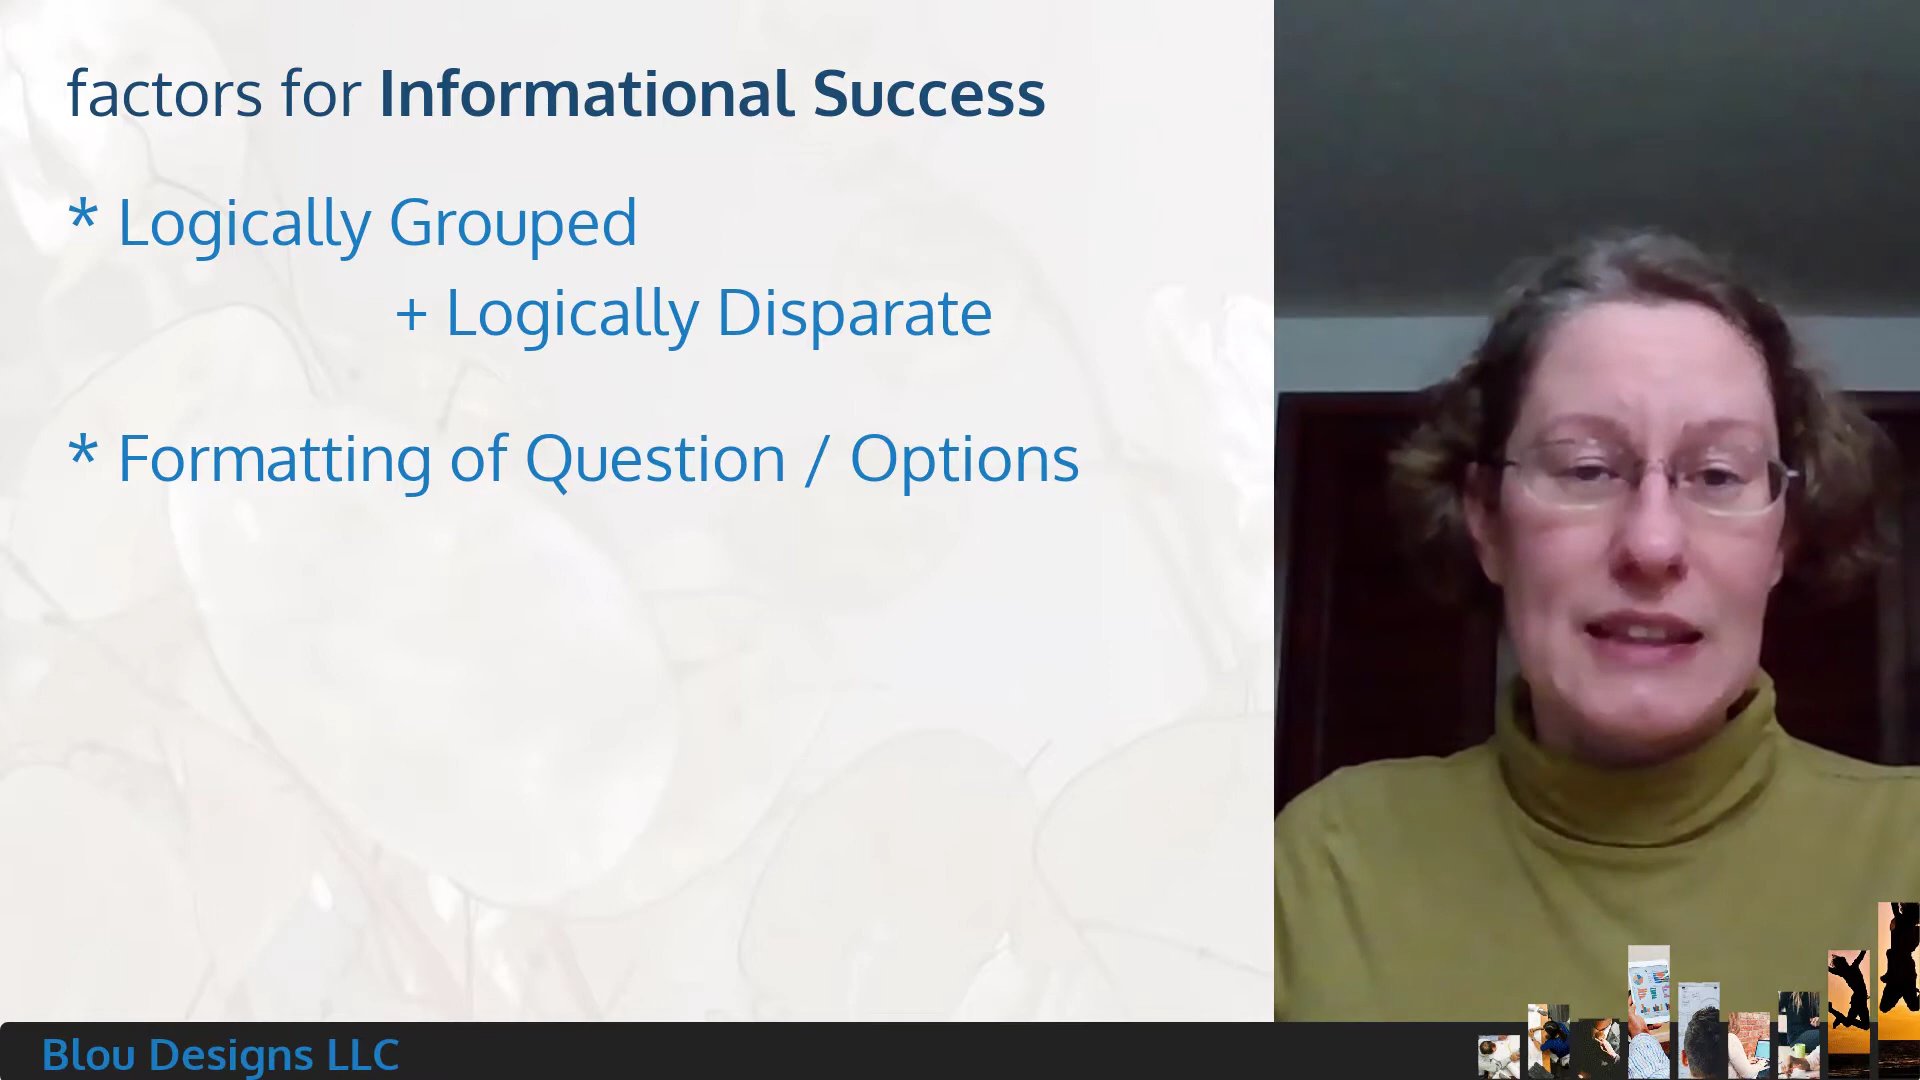 factors for Informational Success
* Logically Grouped
+ Logically Disparate
* Formatting of Question / Options
Blou Designs LLC